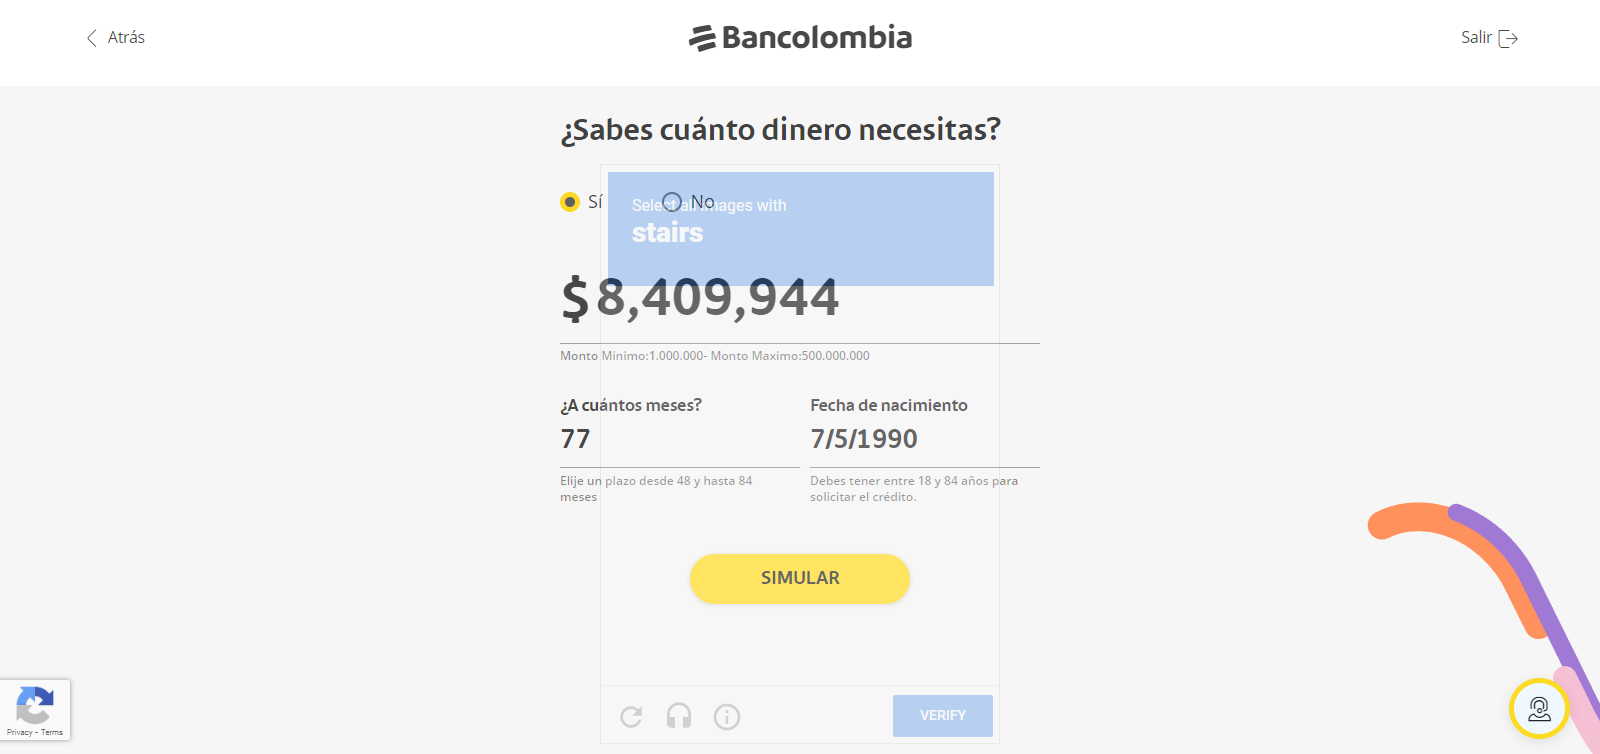 Atrás
Bancolombia
Salir
¿Sabes cuánto dinero necesitas?
Sí
No
Select all images with
stairs
$8,409,944
Monto Minimo:1.000.000- Monto Maximo:500.000.000
¿A cuántos meses?
77
Elije un plazo desde 48 y hasta 84
meses
Fecha de nacimiento
7/5/1990
Debes tener entre 18 y 84 años para
solicitar el crédito.
SIMULAR
VERIFY
Privacy - Terms